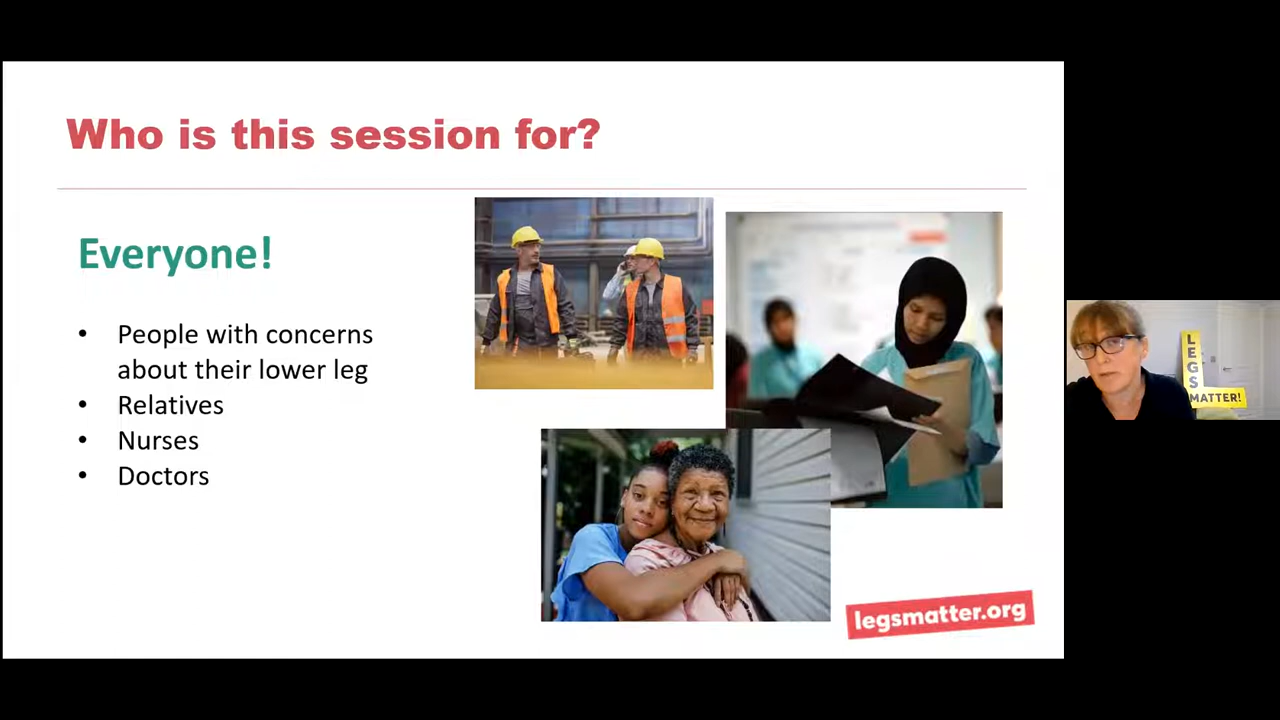 Who is this session for?
Everyone!
• People with concerns
about their lower leg
• Relatives
• Nurses
• Doctors
legsmatter.org
LEGS
MATTER!